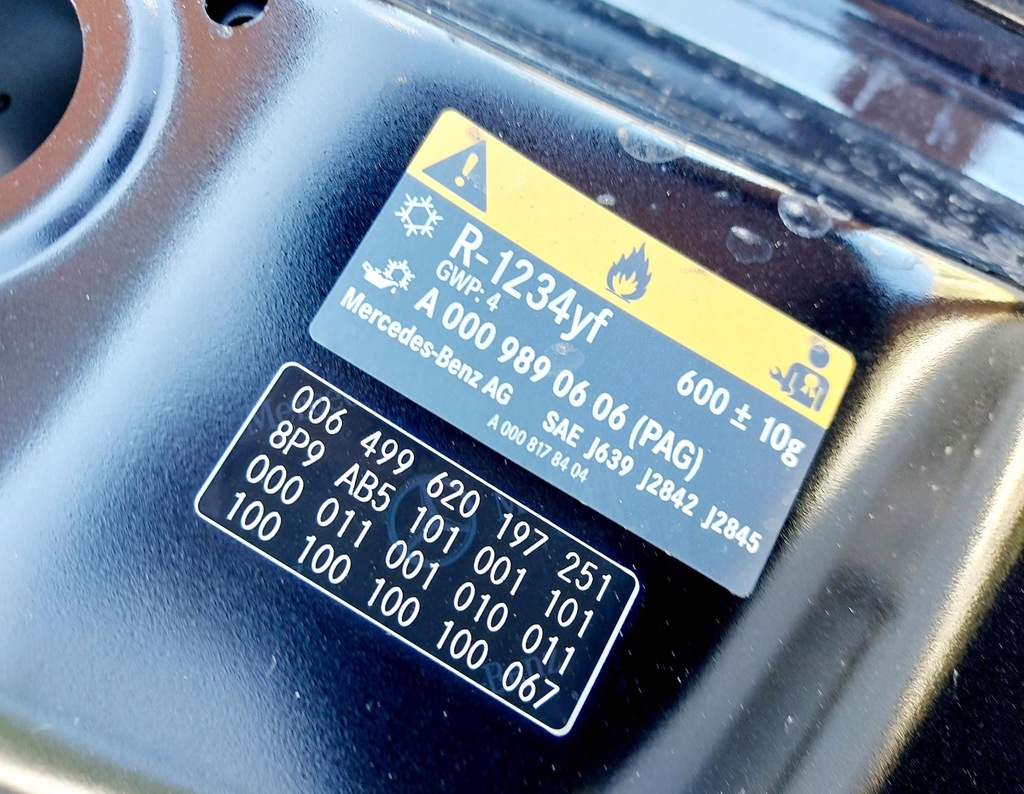 R-1234yf
GWP: 4
600 ± 10g
A 000 989 06 06 (PAG)
Mercedes-Benz AG
SAE J639 J2842 J2845
A 000 817 84 04
006 499 620 197 251
8P9 AB5 101 001 101
000 011 001 010 011
100 100 100 100 067